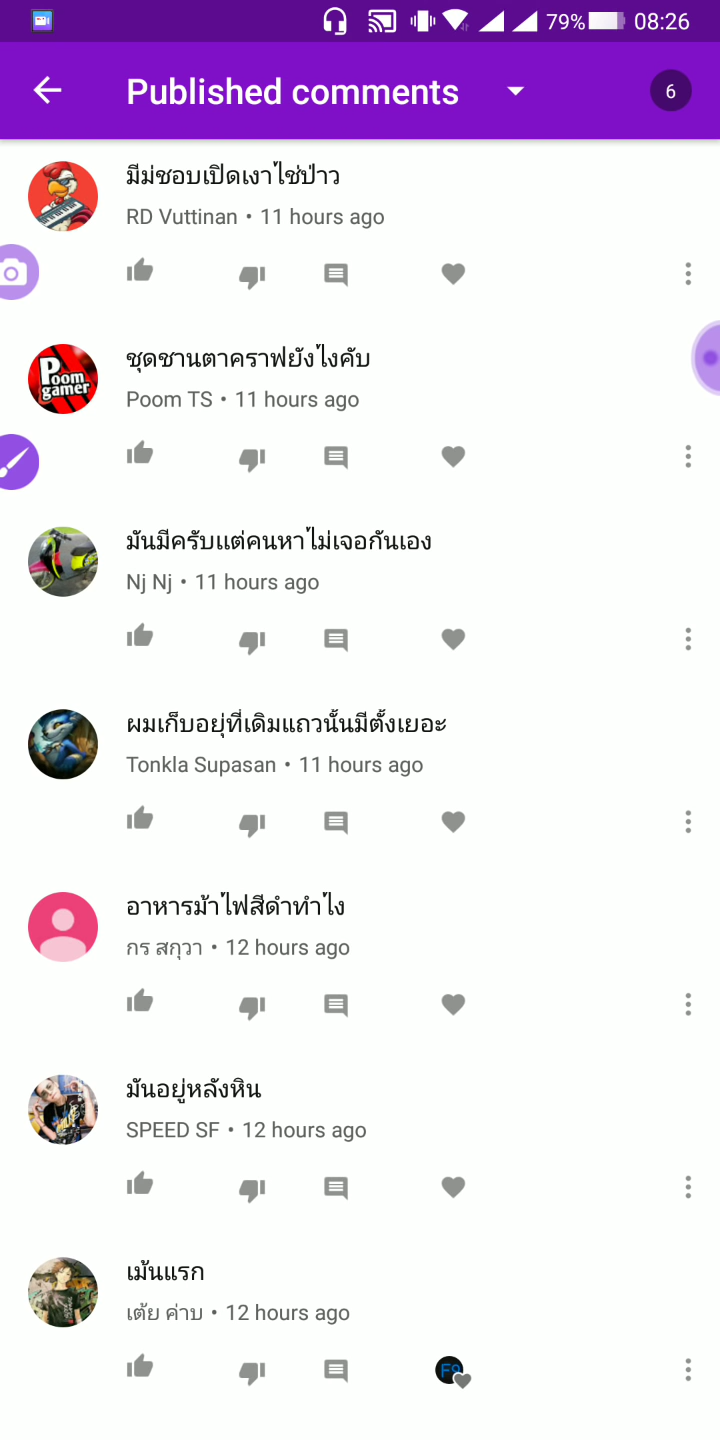 79% 08:26
Published comments 6
มีม่ชอบเปิดเงาไช่ป่าว
RD Vuttinan • 11 hours ago
Poom gamer
ชุดชานตาคราฟยังไงคับ
Poom TS • 11 hours ago
มันมีครับแต่คนหาไม่เจอกันเอง
Nj Nj • 11 hours ago
ผมเก็บอยุ่ที่เดิมแถวนั้นมีตั้งเยอะ
Tonkla Supasan • 11 hours ago
อาหารม้าไฟสีดำทำไง
กร สกุวา • 12 hours ago
มันอยู่หลังหิน
SPEED SF • 12 hours ago
เม้นแรก
เต้ย ค่าบ • 12 hours ago
F9